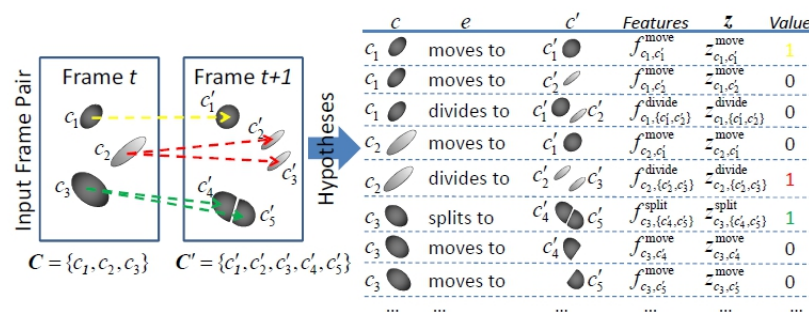 Input Frame Pair
Frame t
c₁
c₂
c₃
C = {c₁, c₂, c₃}
Frame t+1
c′₁
c′₂
c′₃
c′₄
c′₅
C′ = {c′₁, c′₂, c′₃, c′₄, c′₅}
Hypotheses
c e c′ Features z Value
c₁ moves to c′₁ f^move_{c₁,c′₁} z^move_{c₁,c′₁} 1
c₁ moves to c′₂ f^move_{c₁,c′₂} z^move_{c₁,c′₂} 0
c₁ divides to c′₁ c′₂ f^divide_{c₁,{c′₁,c′₂}} z^divide_{c₁,{c′₁,c′₂}} 0
c₂ moves to c′₁ f^move_{c₂,c′₁} z^move_{c₂,c′₁} 0
c₂ divides to c′₂ c′₃ f^divide_{c₂,{c′₂,c′₃}} z^divide_{c₂,{c′₂,c′₃}} 1
c₃ splits to c′₄ c′₅ f^split_{c₃,{c′₄,c′₅}} z^split_{c₃,{c′₄,c′₅}} 1
c₃ moves to c′₄ f^move_{c₃,c′₄} z^move_{c₃,c′₄} 0
c₃ moves to c′₅ f^move_{c₃,c′₅} z^move_{c₃,c′₅} 0
... ... ... ... ... ...